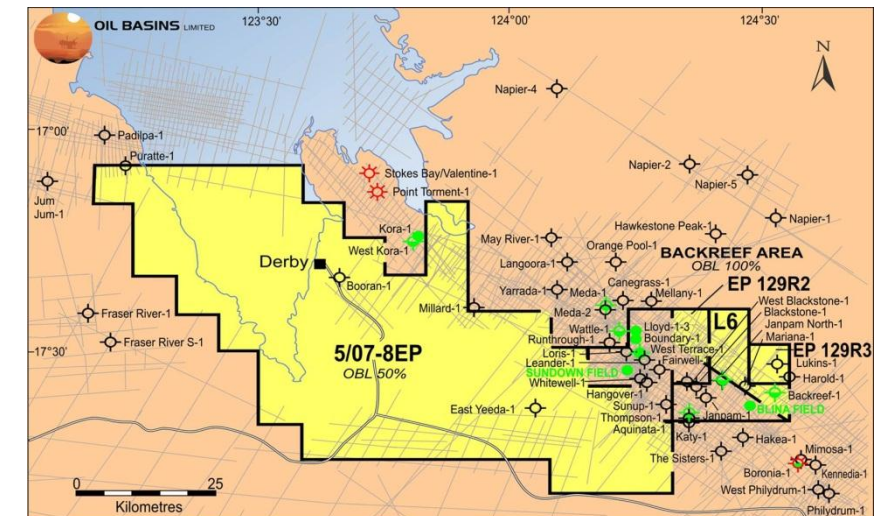 OIL BASINS LIMITED
123°30'
124°00'
124°30'
N
17°00'
17°30'
Napier-4
Padilpa-1
Puratte-1
Jum
Jum-1
Stokes Bay/Valentine-1
Point Torment-1
Napier-2
Napier-5
Napier-1
Kora-1
West Kora-1
May River-1
Hawkestone Peak-1
Orange Pool-1
Langoora-1
BACKREEF AREA
OBL 100%
EP 129R2
Derby
Booran-1
Yarrada-1
Canegrass-1
Meda-1
Mellany-1
Meda-2
Millard-1
West Blackstone-1
Blackstone-1
Janpam North-1
Mariana-1
L6
Fraser River-1
Fraser River S-1
Wattle-1
Lloyd-1-3
Runthrough-1
Boundary-1
West Terrace-1
Loris-1
Fairwell-1
Leander-1
EP 129R3
Lukins-1
SUNDOWN FIELD
Whitewell-1
Harold-1
5/07-8EP
OBL 50%
Hangover-1
Backreef-1
BLINA FIELD
East Yeeda-1
Sunup-1
Janpam-1
Thompson-1
Aquinata-1
Katy-1
Hakea-1
The Sisters-1
Mimosa-1
Boronia-1
Kennedia-1
West Philydrum-1
Philydrum-1
0
25
Kilometres